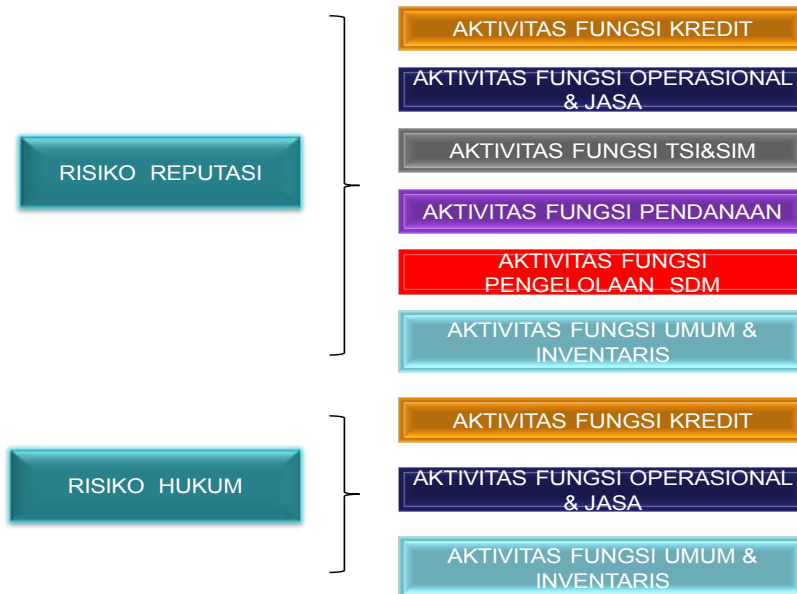 RISIKO REPUTASI
AKTIVITAS FUNGSI KREDIT
AKTIVITAS FUNGSI OPERASIONAL
& JASA
AKTIVITAS FUNGSI TSI&SIM
AKTIVITAS FUNGSI PENDANAAN
AKTIVITAS FUNGSI
PENGELOLAAN SDM
AKTIVITAS FUNGSI UMUM &
INVENTARIS
RISIKO HUKUM
AKTIVITAS FUNGSI KREDIT
AKTIVITAS FUNGSI OPERASIONAL
& JASA
AKTIVITAS FUNGSI UMUM &
INVENTARIS